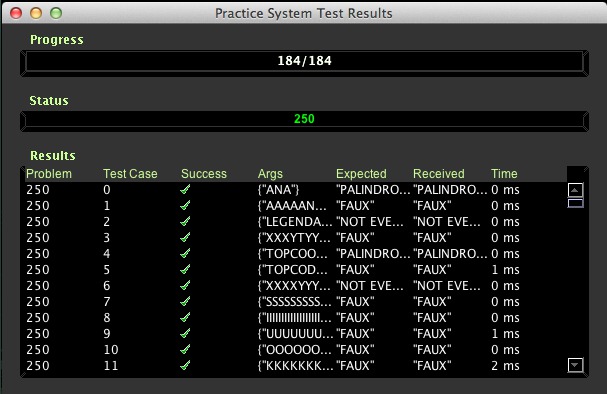 Practice System Test Results
Progress
184/184
Status
250
Results
Problem Test Case Success Args Expected Received Time
250 0 {"ANA"} "PALINDRO... "PALINDRO... 0 ms
250 1 {"AAAAAN... "FAUX" "FAUX" 0 ms
250 2 {"LEGENDA... "NOT EVE... "NOT EVE... 0 ms
250 3 {"XXXYTYY... "FAUX" "FAUX" 0 ms
250 4 {"TOPCOO... "PALINDRO... "PALINDRO... 0 ms
250 5 {"TOPCOD... "FAUX" "FAUX" 1 ms
250 6 {"XXXXYYY... "NOT EVE... "NOT EVE... 0 ms
250 7 {"SSSSSSSSS... "FAUX" "FAUX" 0 ms
250 8 "FAUX" "FAUX" 0 ms
250 9 {"UUUUUUU... "FAUX" "FAUX" 1 ms
250 10 {"OOOOOO... "FAUX" "FAUX" 0 ms
250 11 {"KKKKKKK... "FAUX" "FAUX" 2 ms